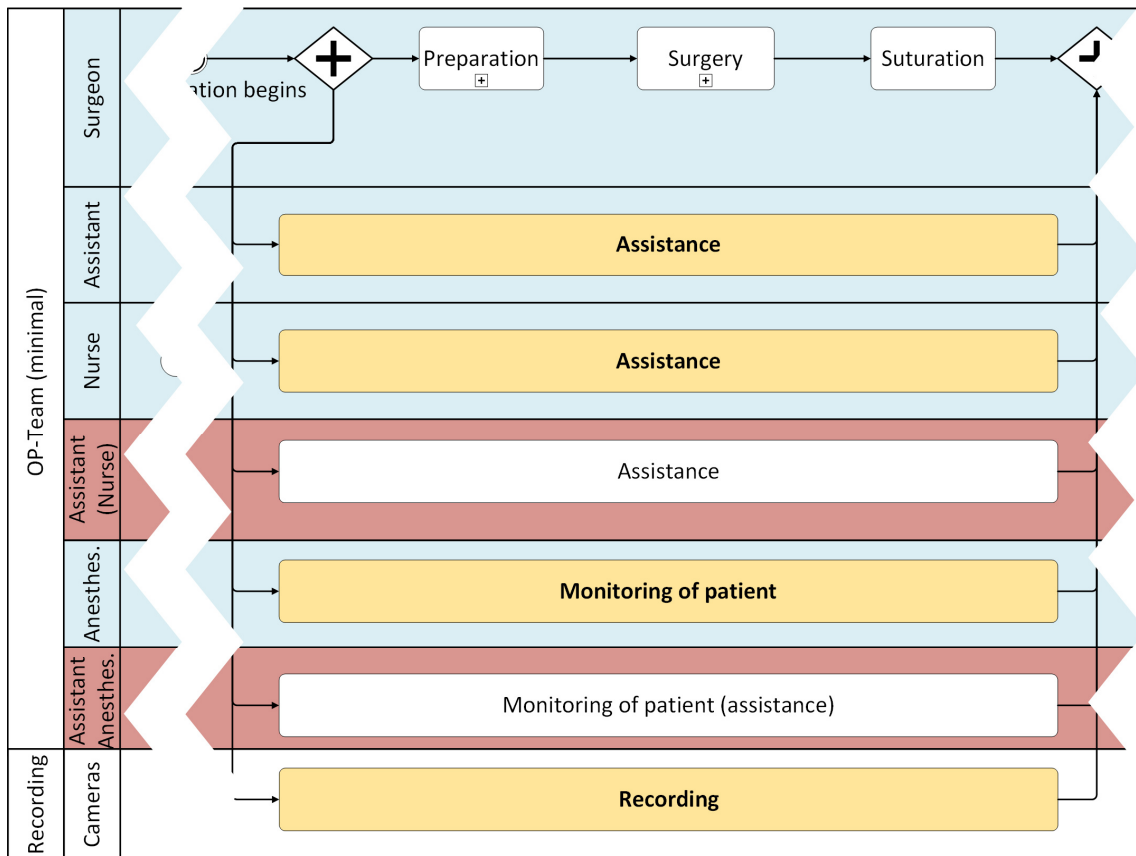 OP-Team (minimal)
Surgeon
ation begins
Preparation
Surgery
Suturation
Assistant
Assistance
Nurse
Assistance
Assistant
(Nurse)
Assistance
Anesthes.
Monitoring of patient
Assistant
Anesthes.
Monitoring of patient (assistance)
Recording
Cameras
Recording